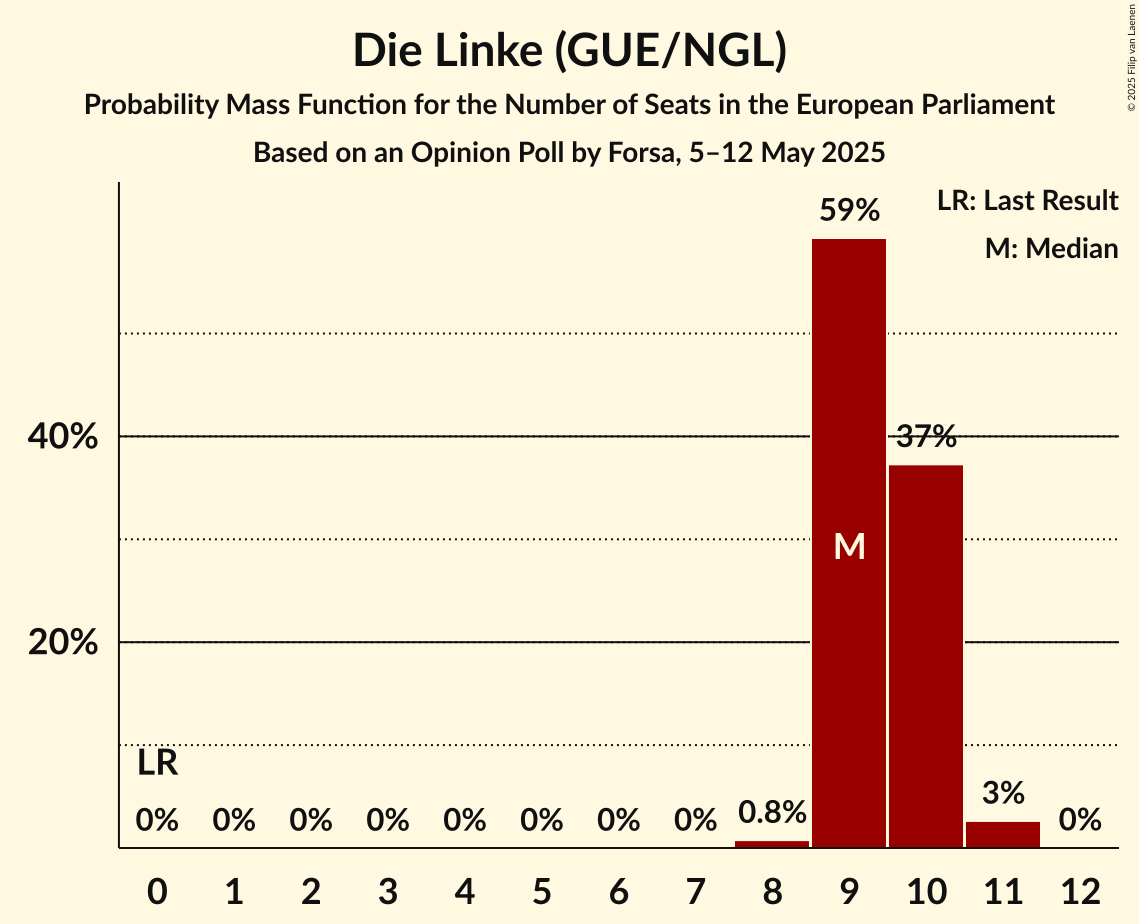 Die Linke (GUE/NGL)
Probability Mass Function for the Number of Seats in the European Parliament
Based on an Opinion Poll by Forsa, 5–12 May 2025
© 2025 Filip van Laenen
LR: Last Result
M: Median
59%
40%
37%
M
20%
LR
0% 0% 0% 0% 0% 0% 0% 0% 0.8% 3% 0%
0 1 2 3 4 5 6 7 8 9 10 11 12